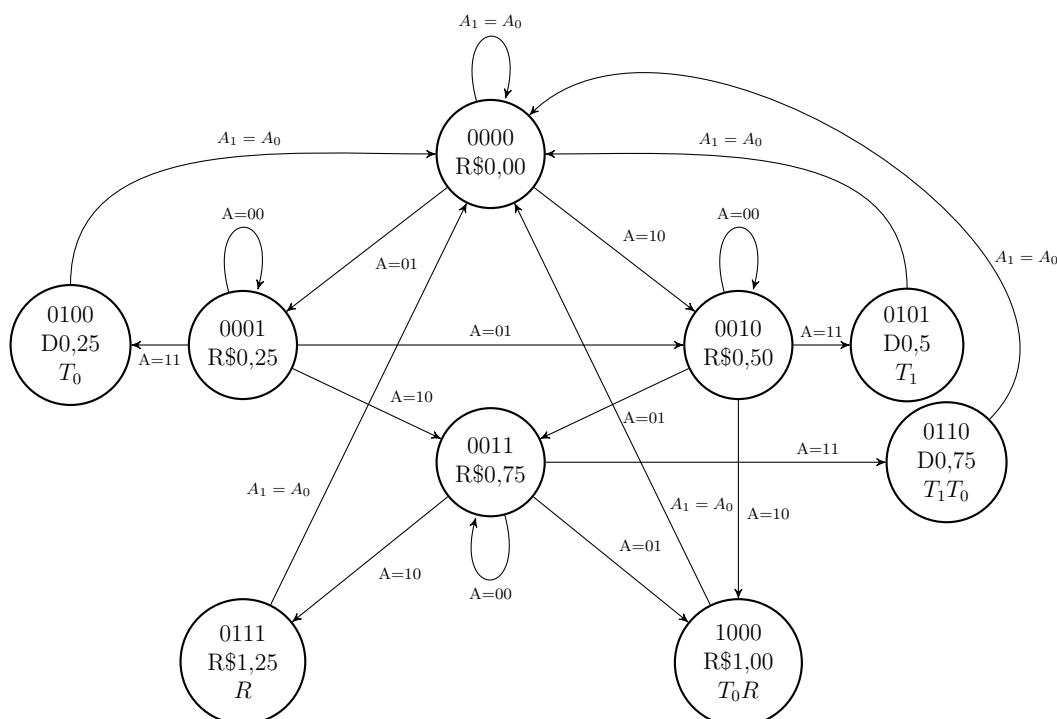 A₁ = A₀
0000
R$0,00
A₁ = A₀
A₁ = A₀
A=00
A=00
A=01
A=10
A₁ = A₀
0100
D0,25
T₀
A=11
0001
R$0,25
A=01
0010
R$0,50
A=11
0101
D0,5
T₁
A=10
A=01
0011
R$0,75
A=11
0110
D0,75
T₁T₀
A₁ = A₀
A₁ = A₀
A=10
A=01
A=10
A=00
0111
R$1,25
R
1000
R$1,00
T₀R